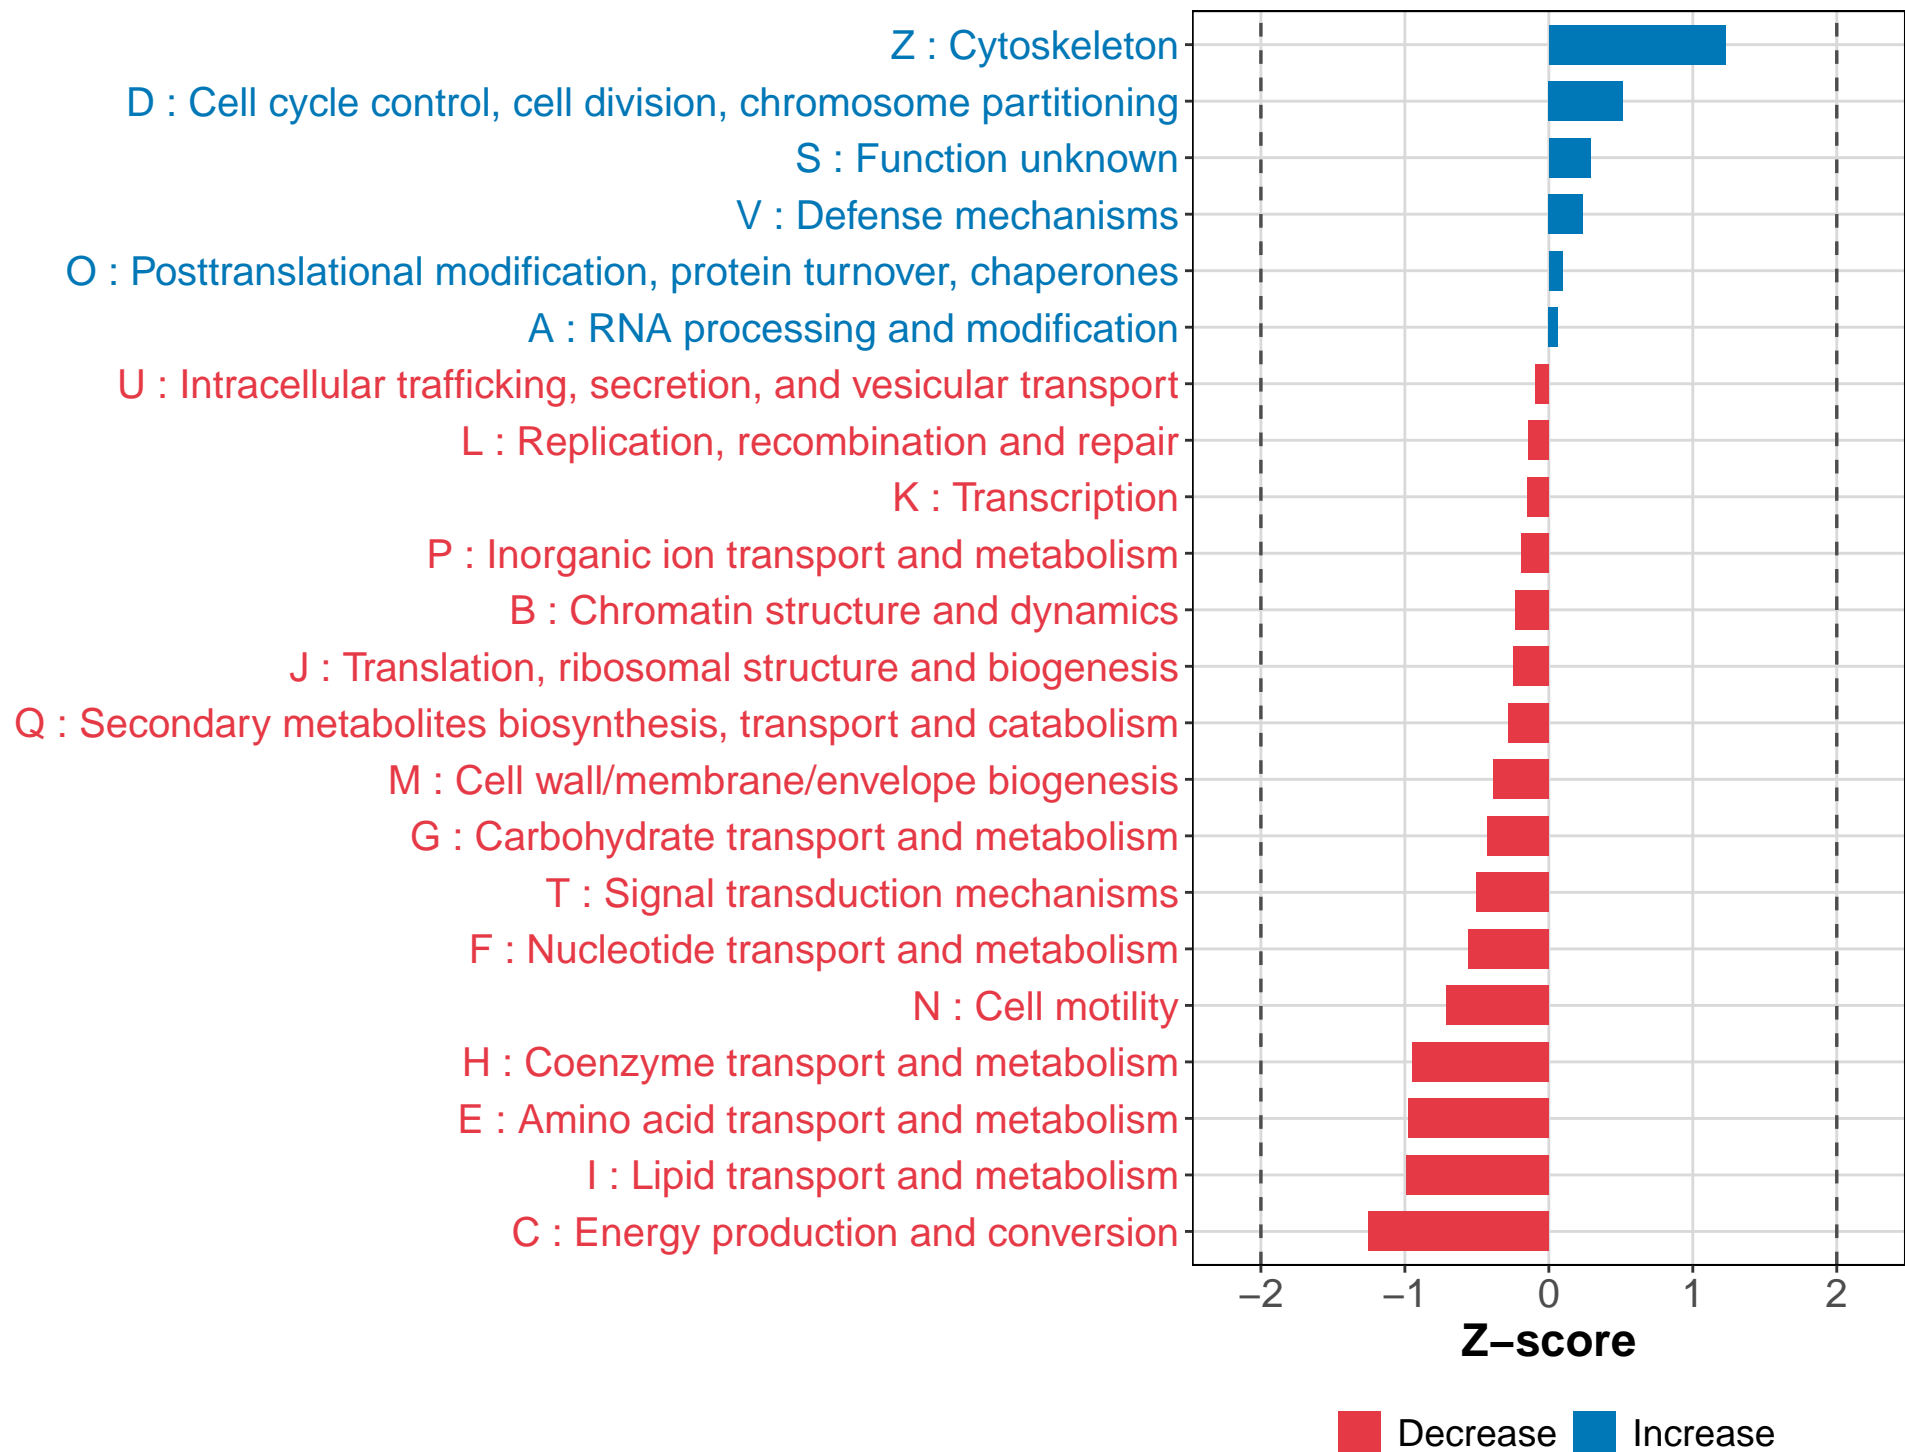 Z : Cytoskeleton
D : Cell cycle control, cell division, chromosome partitioning
S : Function unknown
V : Defense mechanisms
O : Posttranslational modification, protein turnover, chaperones
A : RNA processing and modification
U : Intracellular trafficking, secretion, and vesicular transport
L : Replication, recombination and repair
K : Transcription
P : Inorganic ion transport and metabolism
B : Chromatin structure and dynamics
J : Translation, ribosomal structure and biogenesis
Q : Secondary metabolites biosynthesis, transport and catabolism
M : Cell wall/membrane/envelope biogenesis
G : Carbohydrate transport and metabolism
T : Signal transduction mechanisms
F : Nucleotide transport and metabolism
N : Cell motility
H : Coenzyme transport and metabolism
E : Amino acid transport and metabolism
I : Lipid transport and metabolism
C : Energy production and conversion
−2 −1 0 1 2
Z−score
Decrease Increase